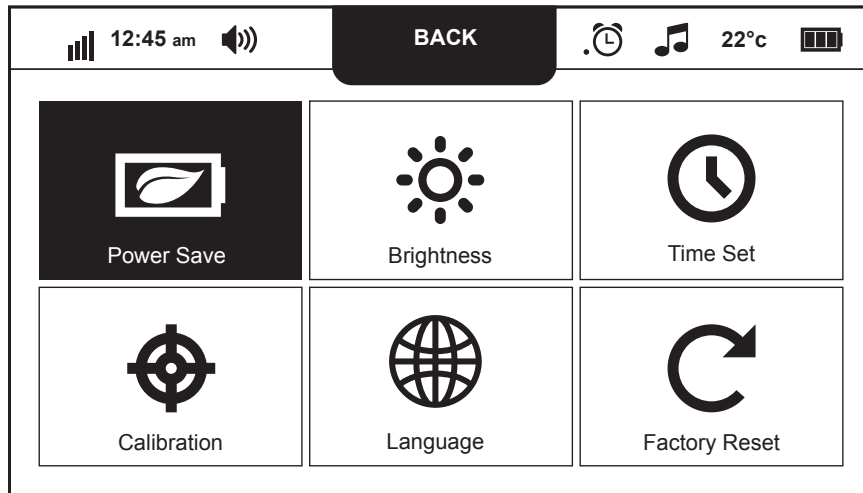 12:45 am BACK 22°c
Power Save Brightness Time Set
Calibration Language Factory Reset